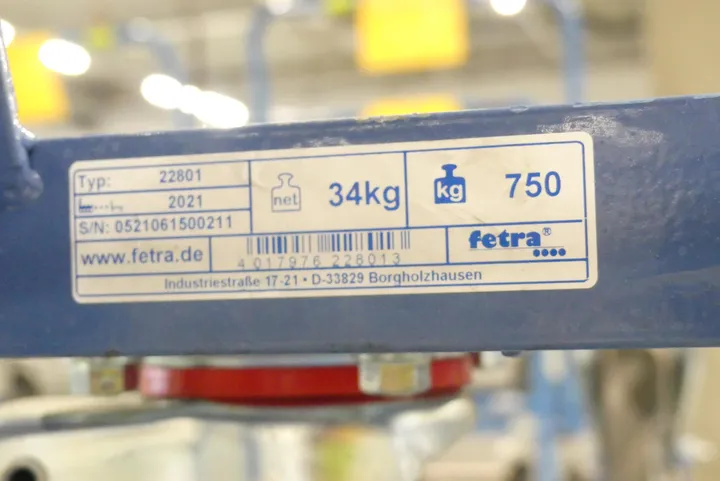 Typ: 22801
2021
S/N: 0521061500211
net 34kg
kg 750
www.fetra.de
4 017976 228013
fetra®
Industriestraße 17-21 • D-33829 Borgholzhausen